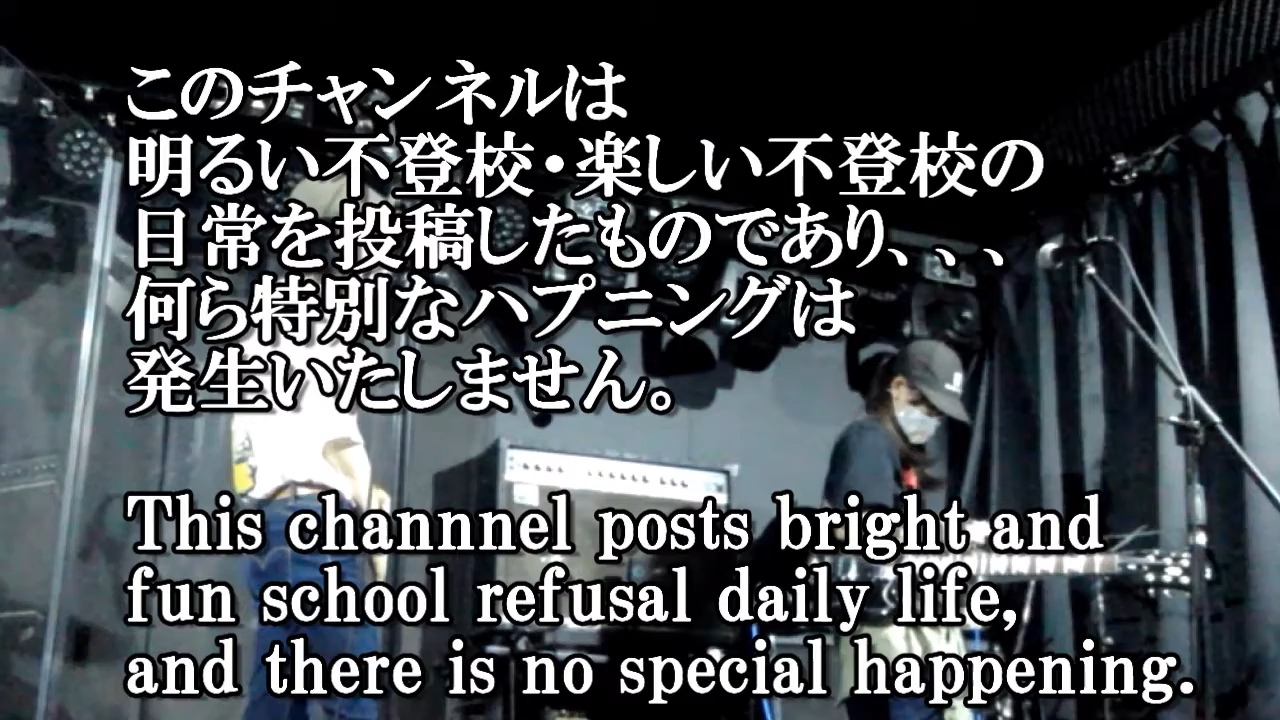 このチャンネルは
明るい不登校・楽しい不登校の
日常を投稿したものであり、、、
何ら特別なハプニングは
発生いたしません。
This channnel posts bright and
fun school refusal daily life,
and there is no special happening.